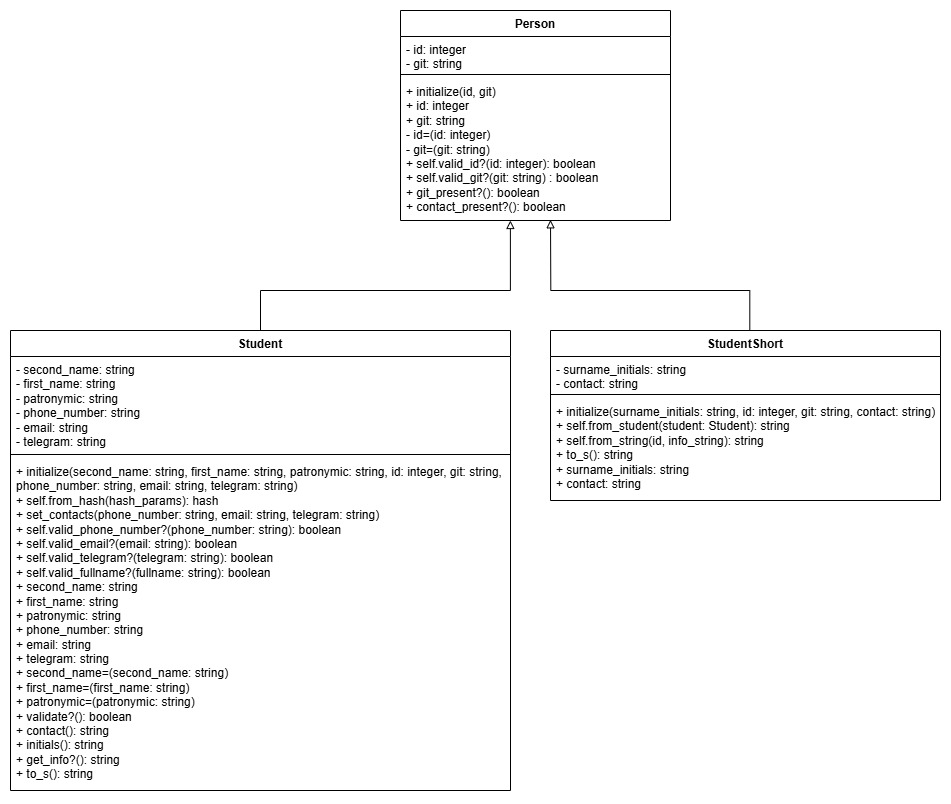 Person
- id: integer
- git: string
+ initialize(id, git)
+ id: integer
+ git: string
- id=(id: integer)
- git=(git: string)
+ self.valid_id?(id: integer): boolean
+ self.valid_git?(git: string) : boolean
+ git_present?(): boolean
+ contact_present?(): boolean
Student
- second_name: string
- first_name: string
- patronymic: string
- phone_number: string
- email: string
- telegram: string
+ initialize(second_name: string, first_name: string, patronymic: string, id: integer, git: string,
phone_number: string, email: string, telegram: string)
+ self.from_hash(hash_params): hash
+ set_contacts(phone_number: string, email: string, telegram: string)
+ self.valid_phone_number?(phone_number: string): boolean
+ self.valid_email?(email: string): boolean
+ self.valid_telegram?(telegram: string): boolean
+ self.valid_fullname?(fullname: string): boolean
+ second_name: string
+ first_name: string
+ patronymic: string
+ phone_number: string
+ email: string
+ telegram: string
+ second_name=(second_name: string)
+ first_name=(first_name: string)
+ patronymic=(patronymic: string)
+ validate?(): boolean
+ contact(): string
+ initials(): string
+ get_info?(): string
+ to_s(): string
StudentShort
- surname_initials: string
- contact: string
+ initialize(surname_initials: string, id: integer, git: string, contact: string)
+ self.from_student(student: Student): string
+ self.from_string(id, info_string): string
+ to_s(): string
+ surname_initials: string
+ contact: string